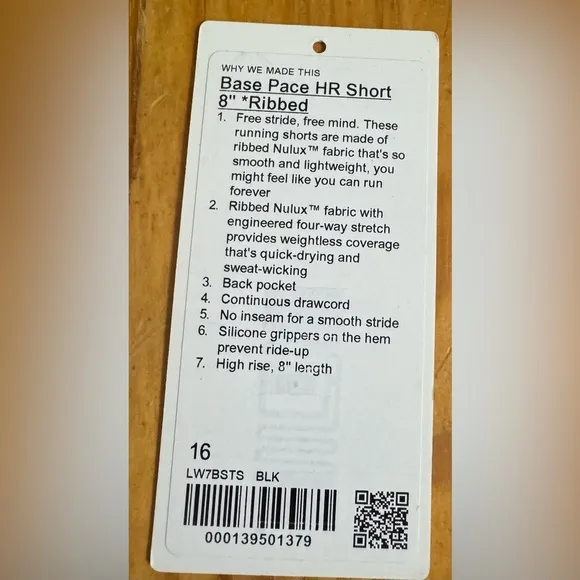 WHY WE MADE THIS
Base Pace HR Short
8" *Ribbed
1. Free stride, free mind. These
running shorts are made of
ribbed Nulux™ fabric that's so
smooth and lightweight, you
might feel like you can run
forever
2. Ribbed Nulux™ fabric with
engineered four-way stretch
provides weightless coverage
that's quick-drying and
sweat-wicking
3. Back pocket
4. Continuous drawcord
5. No inseam for a smooth stride
6. Silicone grippers on the hem
prevent ride-up
7. High rise, 8" length
16
LW7BSTS BLK
000139501379